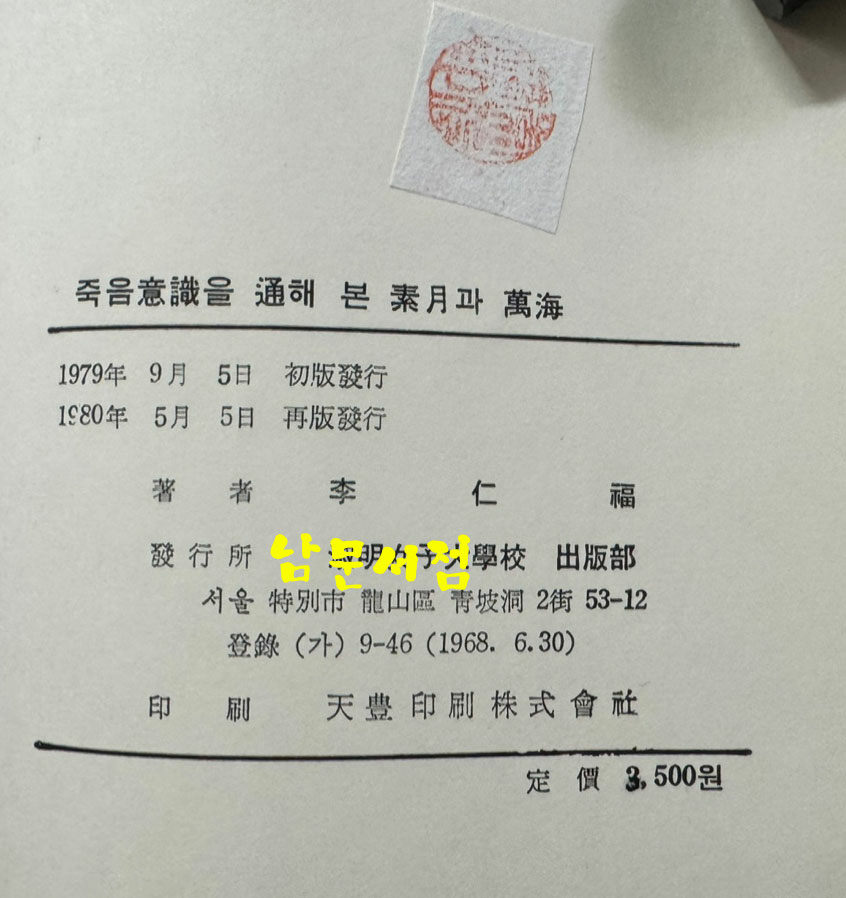 죽음意識을 通해 본 素月과 萬海
1979年 9月 5日 初版發行
1980年 5月 5日 再版發行
著者 李仁福
發行所 淑明女子大學校 出版部
남문서점
서울 特別市 龍山區 靑坡洞 2街 53-12
登錄 (가) 9-46 (1968. 6.30)
印刷 天豊印刷株式會社
定價 3,500원